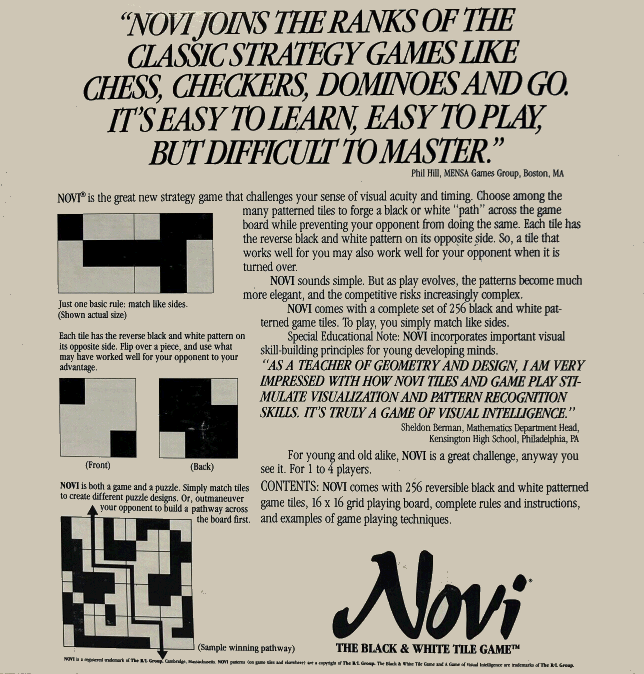 “NOVI JOINS THE RANKS OF THE
CLASSIC STRATEGY GAMES LIKE
CHESS, CHECKERS, DOMINOES AND GO.
IT’S EASY TO LEARN, EASY TO PLAY,
BUT DIFFICULT TO MASTER.”
Phil Hill, MENSA Games Group, Boston, MA
NOVI® is the great new strategy game that challenges your sense of visual acuity and timing. Choose among the
many patterned tiles to forge a black or white “path” across the game
board while preventing your opponent from doing the same. Each tile has
the reverse black and white pattern on its opposite side. So, a tile that
works well for you may also work well for your opponent when it is
turned over.
NOVI sounds simple. But as play evolves, the patterns become much
more elegant, and the competitive risks increasingly complex.
NOVI comes with a complete set of 256 black and white pat-
terned game tiles. To play, you simply match like sides.
Special Educational Note: NOVI incorporates important visual
skill-building principles for young developing minds.
“AS A TEACHER OF GEOMETRY AND DESIGN, I AM VERY
IMPRESSED WITH HOW NOVI TILES AND GAME PLAY STI-
MULATE VISUALIZATION AND PATTERN RECOGNITION
SKILLS. IT’S TRULY A GAME OF VISUAL INTELLIGENCE.”
Sheldon Berman, Mathematics Department Head,
Kensington High School, Philadelphia, PA
For young and old alike, NOVI is a great challenge, anyway you
see it. For 1 to 4 players.
CONTENTS: NOVI comes with 256 reversible black and white patterned
game tiles, 16 x 16 grid playing board, complete rules and instructions,
and examples of game playing techniques.
Just one basic rule: match like sides.
(Shown actual size)
Each tile has the reverse black and white pattern on
its opposite side. Flip over a piece, and use what
may have worked well for your opponent to your
advantage.
(Front)
(Back)
NOVI is both a game and a puzzle. Simply match tiles
to create different puzzle designs. Or, outmaneuver
your opponent to build a pathway across
the board first.
(Sample winning pathway)
Novi®
THE BLACK & WHITE TILE GAME™
NOVI is a registered trademark of The B/L Group, Cambridge, Massachusetts. NOVI patterns (on game tiles and elsewhere) are a copyright of The B/L Group. The Black & White Tile Game and A Game of Visual Intelligence are trademarks of The B/L Group.